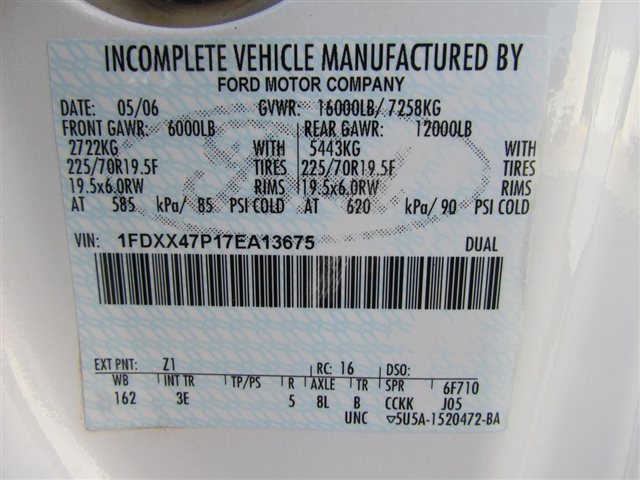 INCOMPLETE VEHICLE MANUFACTURED BY
FORD MOTOR COMPANY
DATE: 05/06 GVWR: 16000LB/ 7258KG
FRONT GAWR: 6000LB REAR GAWR: 12000LB
2722KG WITH 5443KG WITH
225/70R19.5F TIRES 225/70R19.5F TIRES
19.5x6.0RW RIMS 19.5x6.0RW RIMS
AT 585 kPa/ 85 PSI COLD AT 620 kPa/ 90 PSI COLD
VIN: 1FDXX47P17EA13675 DUAL
EXT PNT: Z1 RC: 16 DSO:
WB INT TR TP/PS R AXLE TR SPR 6F710
162 3E 5 8L B CCKK J05
UNC ▽5U5A-1520472-BA